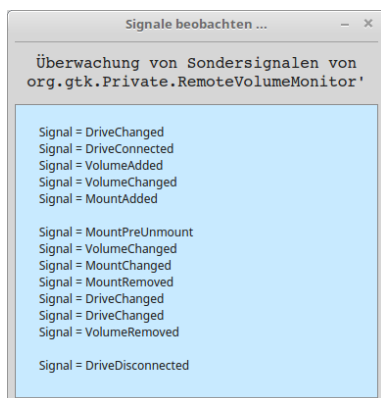 Signale beobachten ...
Überwachung von Sondersignalen von
org.gtk.Private.RemoteVolumeMonitor'
Signal = DriveChanged
Signal = DriveConnected
Signal = VolumeAdded
Signal = VolumeChanged
Signal = MountAdded
Signal = MountPreUnmount
Signal = VolumeChanged
Signal = MountChanged
Signal = MountRemoved
Signal = DriveChanged
Signal = DriveChanged
Signal = VolumeRemoved
Signal = DriveDisconnected